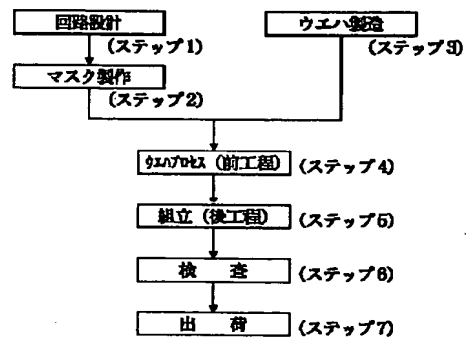 回路設計
(ステップ1)
ウエハ製造
(ステップ3)
マスク製作
(ステップ2)
ウエハプロセス(前工程)
(ステップ4)
組立(後工程)
(ステップ5)
検 査
(ステップ6)
出 荷
(ステップ7)